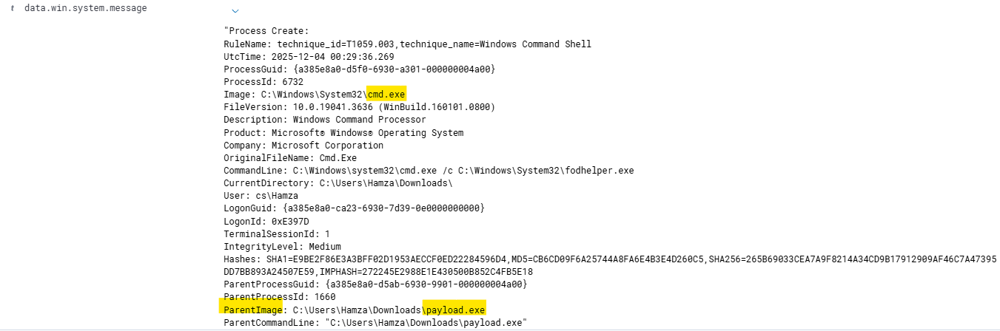 t data.win.system.message
"Process Create:
RuleName: technique_id=T1059.003,technique_name=Windows Command Shell
UtcTime: 2025-12-04 00:29:36.269
ProcessGuid: {a385e8a0-d5f0-6930-a301-000000004a00}
ProcessId: 6732
Image: C:\Windows\System32\cmd.exe
FileVersion: 10.0.19041.3636 (WinBuild.160101.0800)
Description: Windows Command Processor
Product: Microsoft® Windows® Operating System
Company: Microsoft Corporation
OriginalFileName: Cmd.Exe
CommandLine: C:\Windows\system32\cmd.exe /c C:\Windows\System32\fodhelper.exe
CurrentDirectory: C:\Users\Hamza\Downloads\
User: cs\Hamza
LogonGuid: {a385e8a0-ca23-6930-7d39-0e0000000000}
LogonId: 0xE397D
TerminalSessionId: 1
IntegrityLevel: Medium
Hashes: SHA1=E9BE2F86E3A3BFF02D1953AECCF0ED22284596D4,MD5=CB6CD09F6A25744A8FA6E4B3E4D260C5,SHA256=265B69033CEA7A9F8214A34CD9B17912909AF46C7A47395
DD7BB893A24507E59,IMPHASH=272245E2988E1E430500B852C4FB5E18
ParentProcessGuid: {a385e8a0-d5ab-6930-9901-000000004a00}
ParentProcessId: 1660
ParentImage: C:\Users\Hamza\Downloads\payload.exe
ParentCommandLine: "C:\Users\Hamza\Downloads\payload.exe"